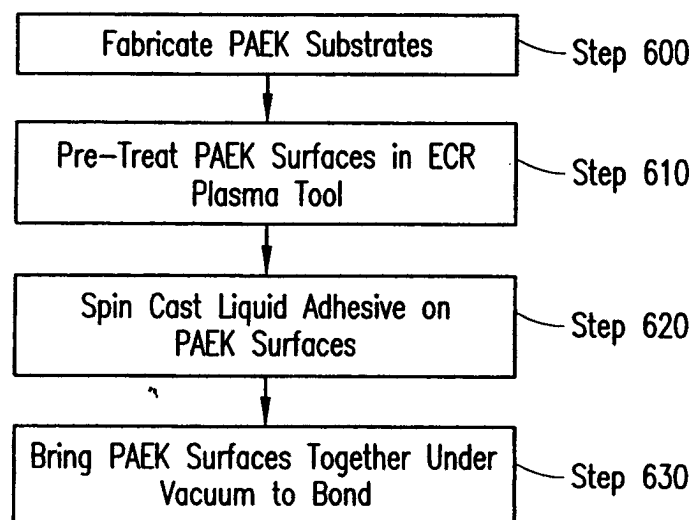 Fabricate PAEK Substrates
Step 600
Pre-Treat PAEK Surfaces in ECR
Plasma Tool
Step 610
Spin Cast Liquid Adhesive on
PAEK Surfaces
Step 620
Bring PAEK Surfaces Together Under
Vacuum to Bond
Step 630